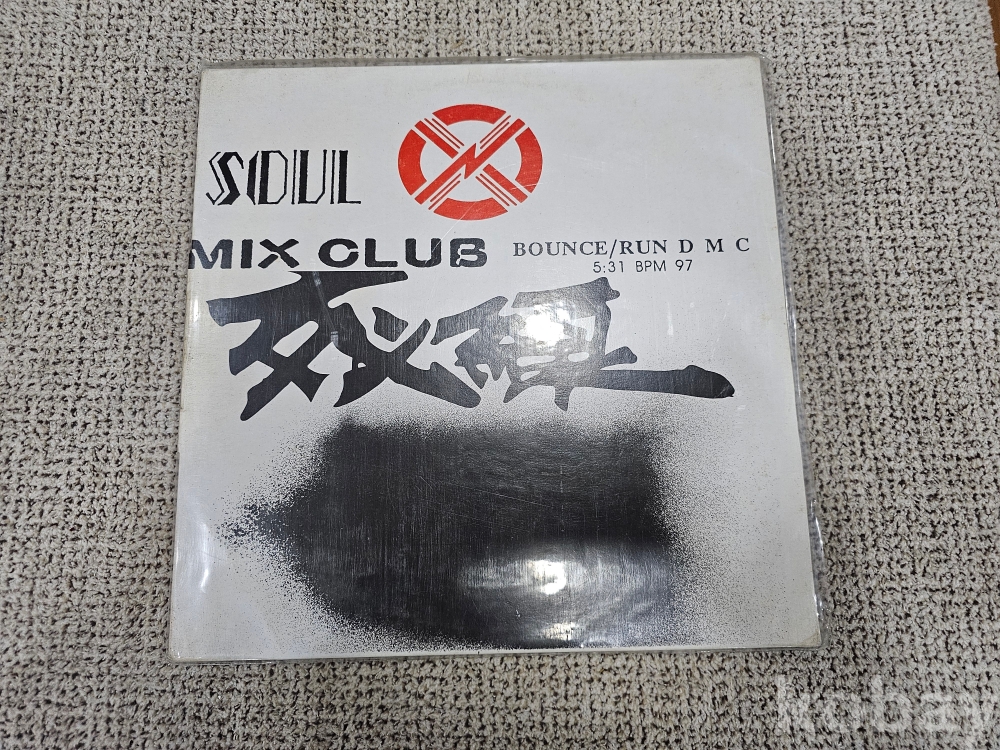 SOUL
MIX CLUB BOUNCE/RUN D M C
5:31 BPM 97
kobay